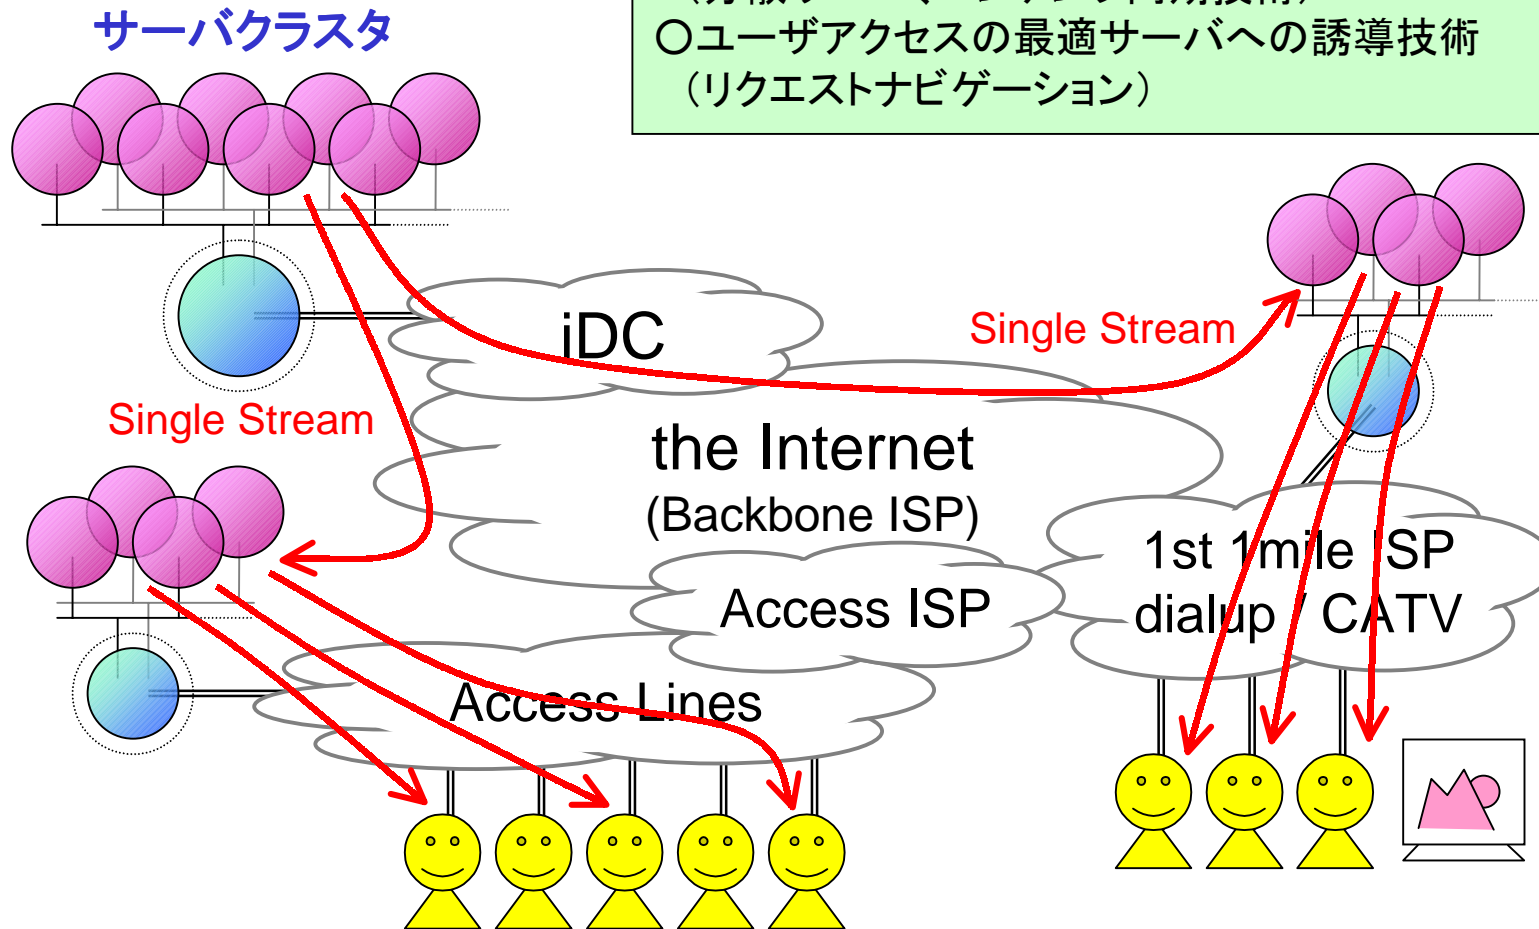 サーバクラスタ
○ユーザアクセスの最適サーバへの誘導技術
（リクエストナビゲーション）
iDC
Single Stream
Single Stream
the Internet
(Backbone ISP)
1st 1mile ISP
dialup / CATV
Access ISP
Access Lines